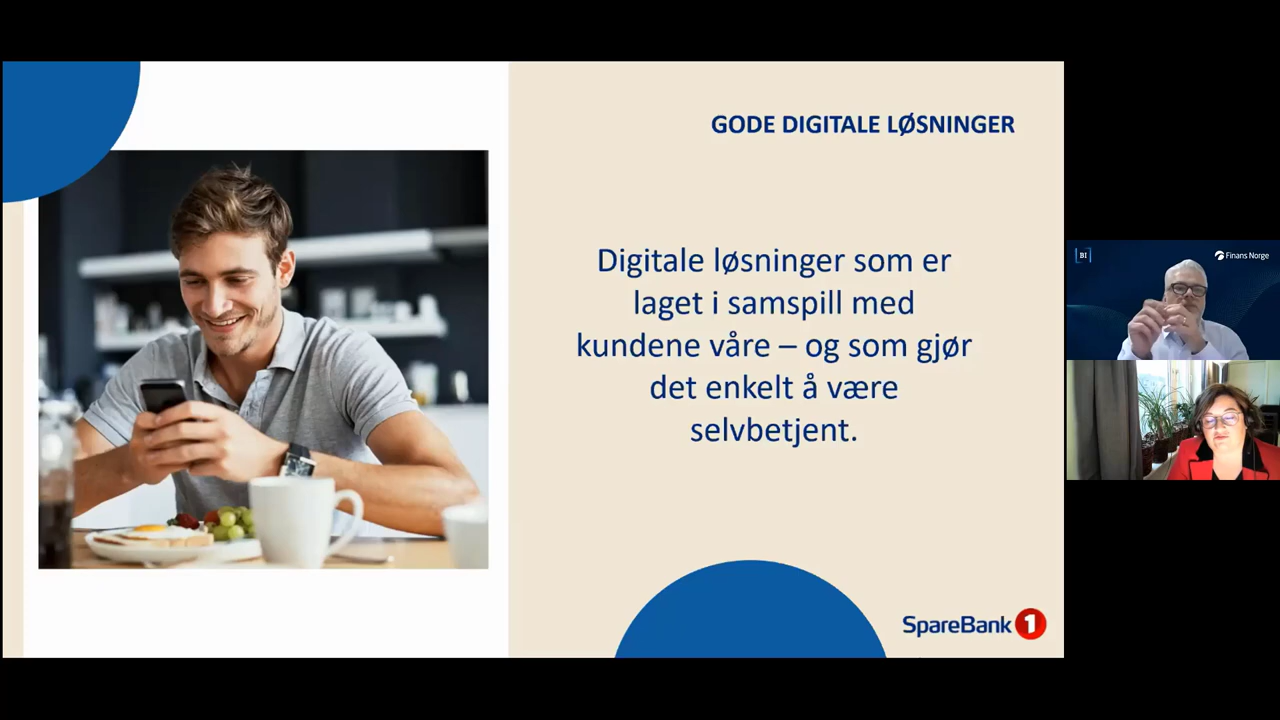 GODE DIGITALE LØSNINGER
Digitale løsninger som er
laget i samspill med
kundene våre – og som gjør
det enkelt å være
selvbetjent.
SpareBank 1
BI
Finans Norge